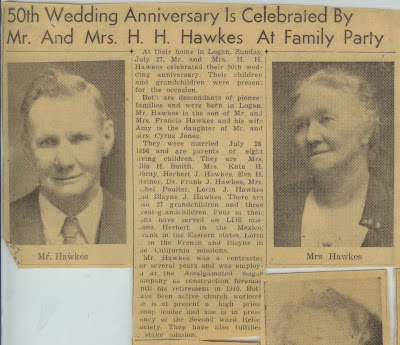 50th Wedding Anniversary Is Celebrated By
Mr. And Mrs. H. H. Hawkes At Family Party
At their home in Logan, Sunday,
July 27, Mr. and Mrs. H. H.
Hawkes celebrated their 50th wed-
ding anniversary. Their children
and grandchildren were present
for the occasion.
Both are descendants of pioneer
families and were born in Logan.
Mr. Hawkes is the son of Mr. and
Mrs. Francis Hawkes and his wife
Amy is the daughter of Mr. and
Mrs. Cyrus Jones.
They were married July 28
and are parents of eight
living children. They are Mrs.
H. Smith, Mrs. Kate H.
Herbert J. Hawkes, Eva H.
Dr. Frank J. Hawkes, Mrs.
Poulter, Lorin J. Hawkes
and Blayne J. Hawkes. There are
27 grandchildren and three
great-grandchildren. Four of their
sons have served on LDS mis-
sions, Herbert in the Mexico,
Frank in the Eastern states, Lorin
in the French and Blayne in
the California missions.
Mr. Hawkes was a contractor
for several years and was employ-
at the Amalgamated Sugar
company as construction foreman
until his retirement in 1940. Both
have been active church workers
he is at present a high priest
group leader and she is in presi-
dency of the Second ward Relief
society. They have also fulfilled
stake mission.
Mr. Hawkes
Mrs. Hawkes